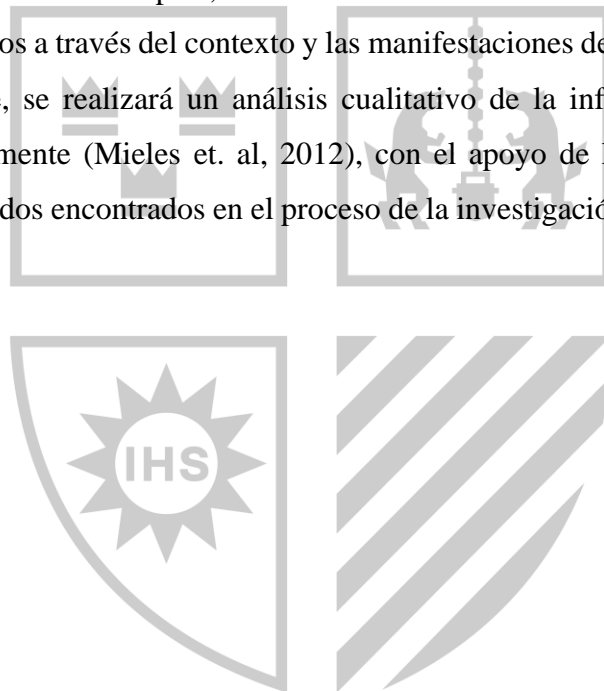 os a través del contexto y las manifestaciones de
, se realizará un análisis cualitativo de la inf
mente (Mieles et. al, 2012), con el apoyo de l
dos encontrados en el proceso de la investigació
IHS